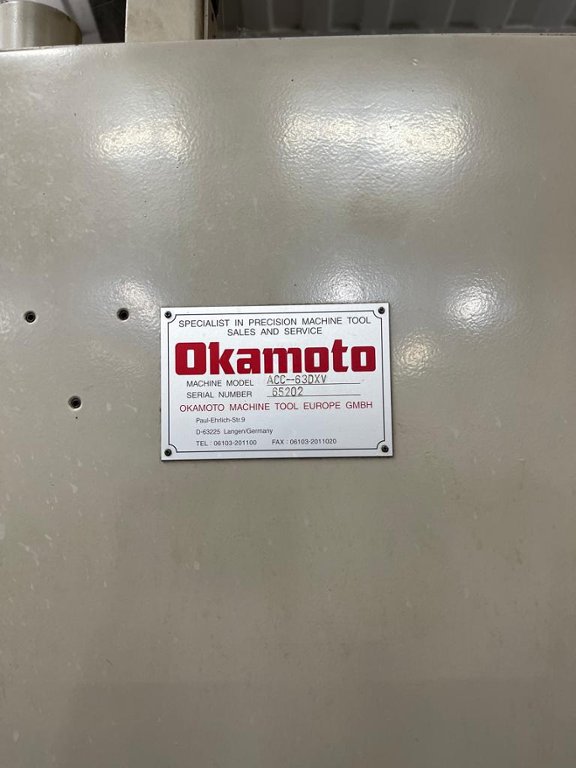 SPECIALIST IN PRECISION MACHINE TOOL
SALES AND SERVICE
Okamoto
MACHINE MODEL ACC-63DXV
SERIAL NUMBER 65202
OKAMOTO MACHINE TOOL EUROPE GMBH
Paul-Ehrlich-Str.9
D-63225 Langen/Germany
TEL : 06103-201100 FAX : 06103-2011020